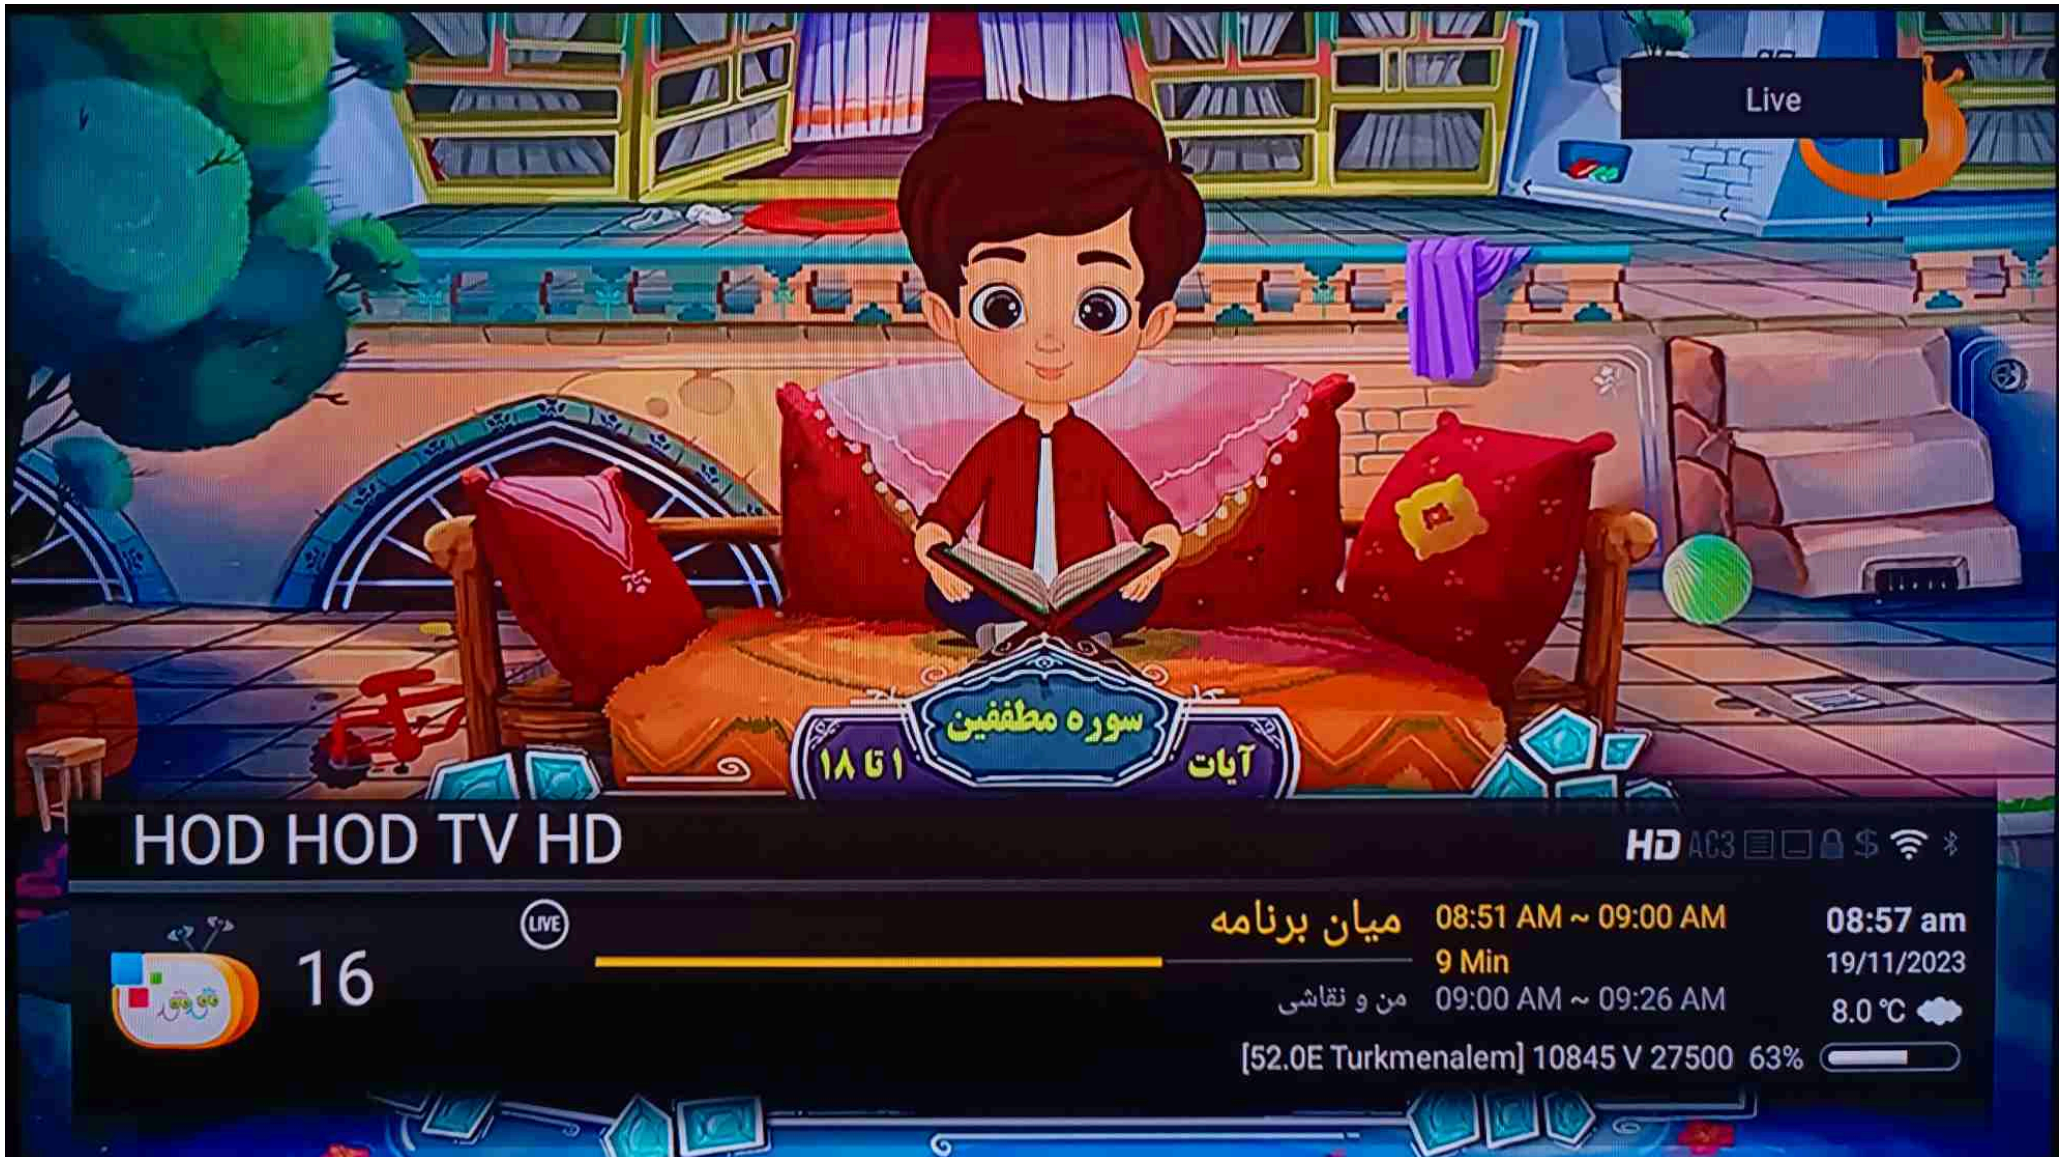 Live
سوره مطففین
آیات ۱ تا ۱۸
HOD HOD TV HD
HD AC3 $
LIVE
میان برنامه 08:51 AM ~ 09:00 AM
08:57 am
16
9 Min
19/11/2023
من و نقاشی 09:00 AM ~ 09:26 AM
8.0 °C
[52.0E Turkmenalem] 10845 V 27500 63%